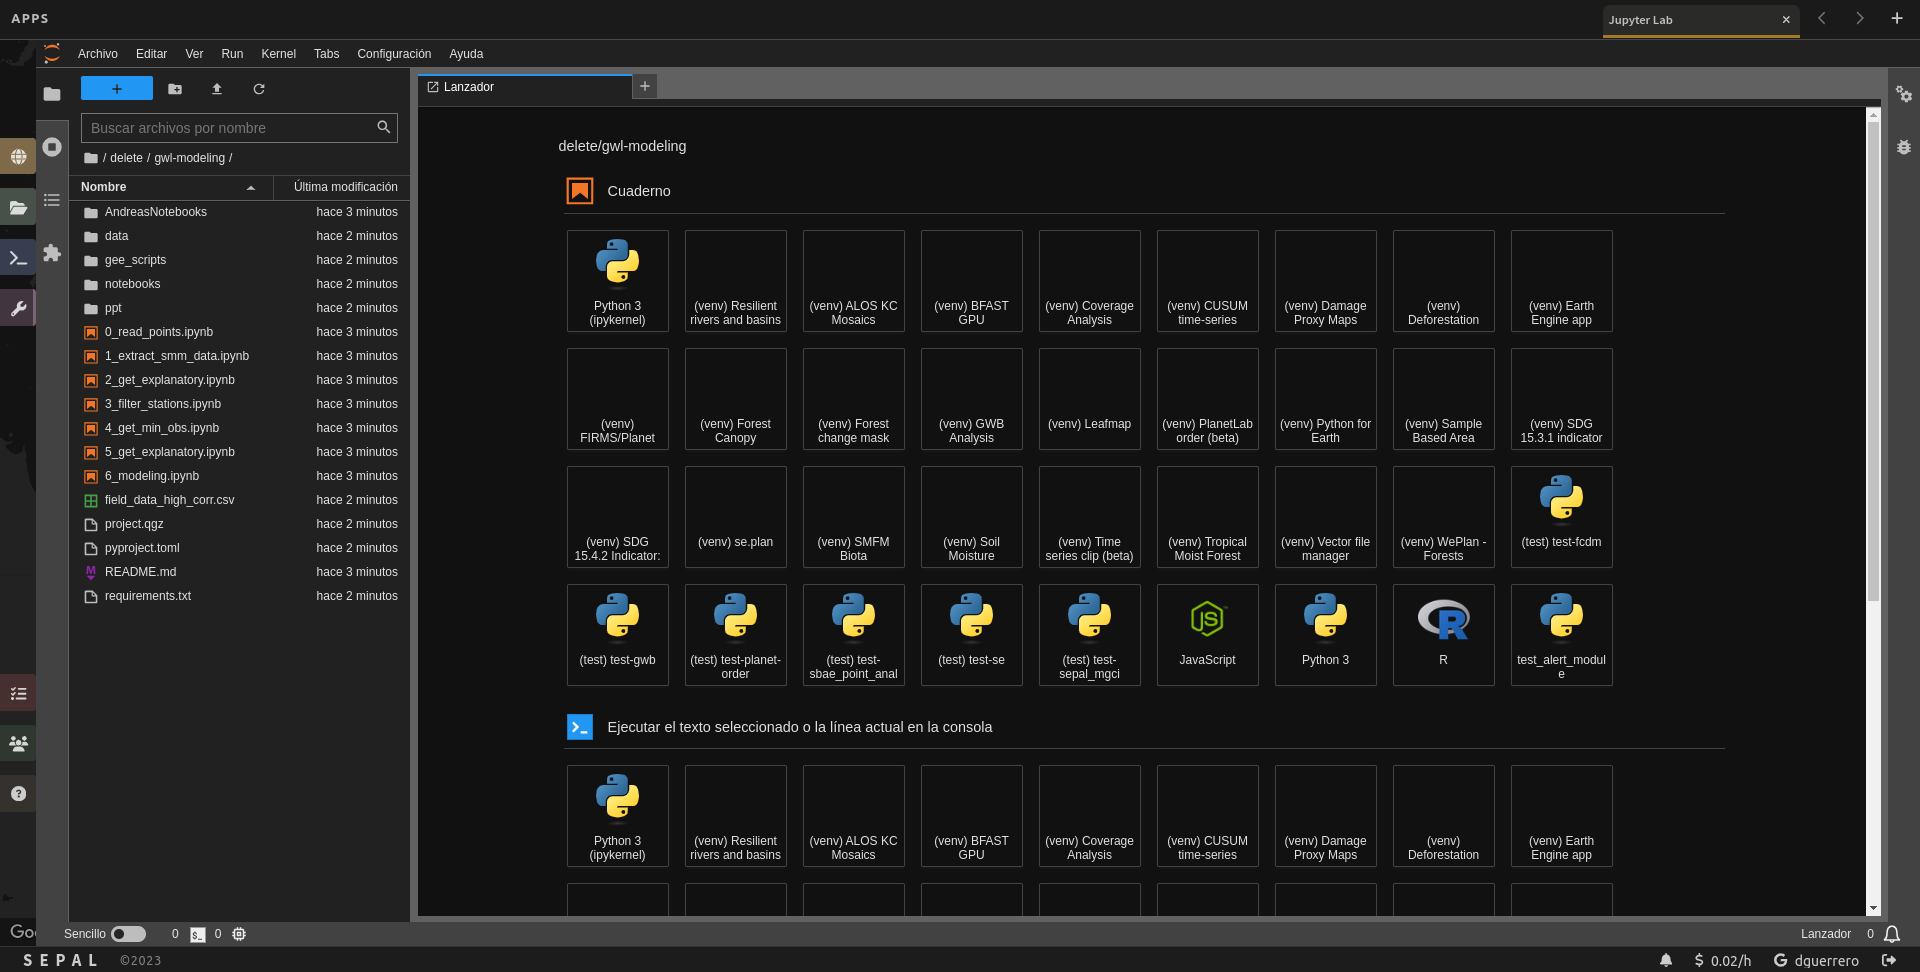 APPS
Jupyter Lab
Archivo Editar Ver Run Kernel Tabs Configuración Ayuda
Lanzador
Buscar archivos por nombre
/ delete / gwl-modeling /
Nombre Última modificación
AndreasNotebooks hace 3 minutos
data hace 2 minutos
gee_scripts hace 2 minutos
notebooks hace 2 minutos
ppt hace 2 minutos
0_read_points.ipynb hace 3 minutos
1_extract_smm_data.ipynb hace 3 minutos
2_get_explanatory.ipynb hace 3 minutos
3_filter_stations.ipynb hace 3 minutos
4_get_min_obs.ipynb hace 3 minutos
5_get_explanatory.ipynb hace 3 minutos
6_modeling.ipynb hace 3 minutos
field_data_high_corr.csv hace 2 minutos
project.qgz hace 2 minutos
pyproject.toml hace 2 minutos
README.md hace 3 minutos
requirements.txt hace 2 minutos
delete/gwl-modeling
Cuaderno
Python 3 (ipykernel)
(venv) Resilient rivers and basins
(venv) ALOS KC Mosaics
(venv) BFAST GPU
(venv) Coverage Analysis
(venv) CUSUM time-series
(venv) Damage Proxy Maps
(venv) Deforestation
(venv) Earth Engine app
(venv) FIRMS/Planet
(venv) Forest Canopy
(venv) Forest change mask
(venv) GWB Analysis
(venv) Leafmap
(venv) PlanetLab order (beta)
(venv) Python for Earth
(venv) Sample Based Area
(venv) SDG 15.3.1 indicator
(venv) SDG 15.4.2 Indicator:
(venv) se.plan
(venv) SMFM Biota
(venv) Soil Moisture
(venv) Time series clip (beta)
(venv) Tropical Moist Forest
(venv) Vector file manager
(venv) WePlan - Forests
(test) test-fcdm
(test) test-gwb
(test) test-planet-order
(test) test-sbae_point_anal
(test) test-se
(test) test-sepal_mgci
JS
JavaScript
Python 3
R
test_alert_module
Ejecutar el texto seleccionado o la línea actual en la consola
Python 3 (ipykernel)
(venv) Resilient rivers and basins
(venv) ALOS KC Mosaics
(venv) BFAST GPU
(venv) Coverage Analysis
(venv) CUSUM time-series
(venv) Damage Proxy Maps
(venv) Deforestation
(venv) Earth Engine app
Goo
Sencillo 0 $_ 0
Lanzador 0
SEPAL ©2023
$ 0.02/h G dguerrero